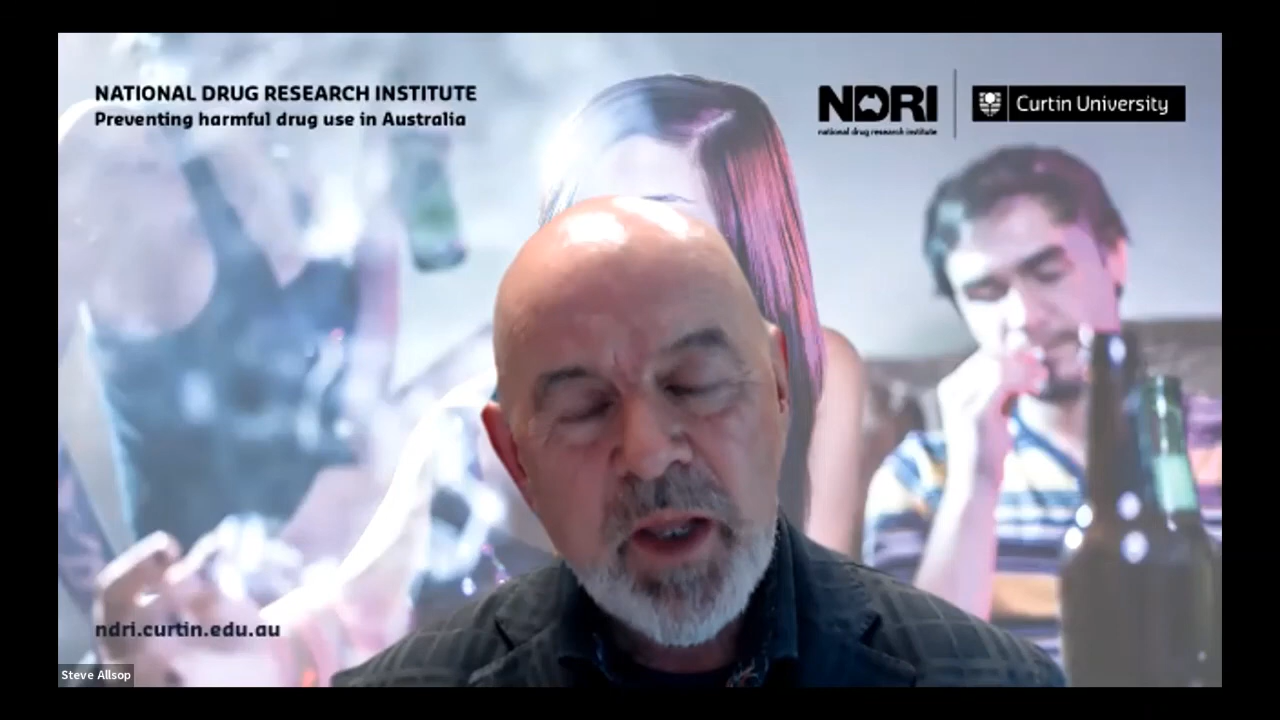 NATIONAL DRUG RESEARCH INSTITUTE
Preventing harmful drug use in Australia
NDRI
national drug research institute
Curtin University
ndri.curtin.edu.au
Steve Allsop